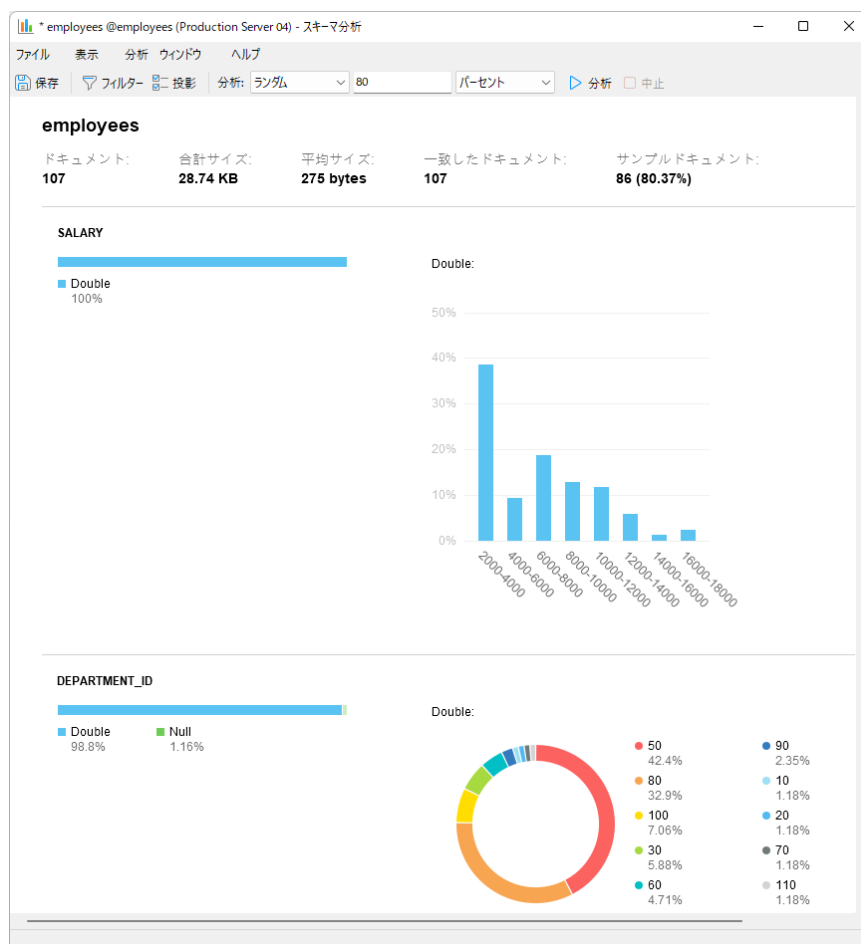 * employees @employees (Production Server 04) - スキーマ分析
ファイル 表示 分析 ウィンドウ ヘルプ
保存 フィルター 投影 分析: ランダム 80 パーセント 分析 中止
employees
ドキュメント: 合計サイズ: 平均サイズ: 一致したドキュメント: サンプルドキュメント:
107 28.74 KB 275 bytes 107 86 (80.37%)
SALARY
Double
100%
Double:
50%
40%
30%
20%
10%
0%
2000-4000 4000-6000 6000-8000 8000-10000 10000-12000 12000-14000 14000-16000 16000-18000
DEPARTMENT_ID
Double Null
98.8% 1.16%
Double:
50 90
42.4% 2.35%
80 10
32.9% 1.18%
100 20
7.06% 1.18%
30 70
5.88% 1.18%
60 110
4.71% 1.18%